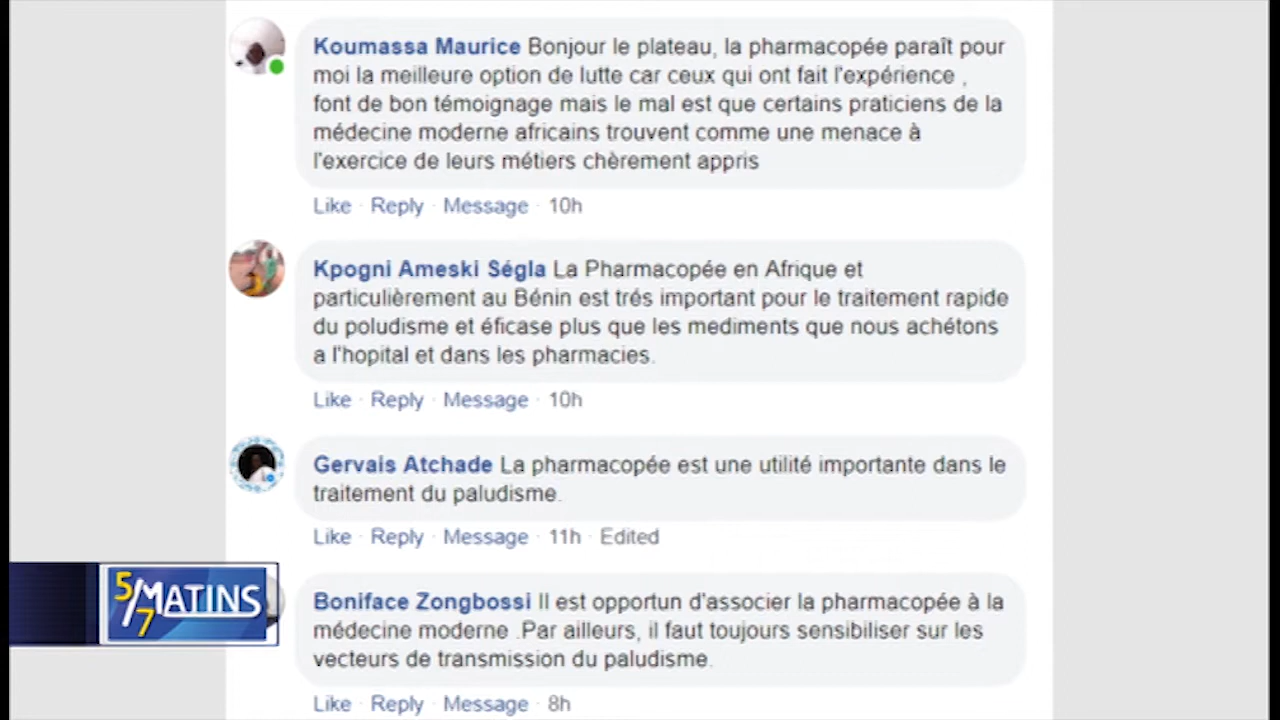 Koumassa Maurice Bonjour le plateau, la pharmacopée paraît pour
moi la meilleure option de lutte car ceux qui ont fait l'expérience ,
font de bon témoignage mais le mal est que certains praticiens de la
médecine moderne africains trouvent comme une menace à
l'exercice de leurs métiers chèrement appris
Like · Reply · Message · 10h
Kpogni Ameski Ségla La Pharmacopée en Afrique et
particulièrement au Bénin est trés important pour le traitement rapide
du poludisme et éficase plus que les mediments que nous achétons
a l'hopital et dans les pharmacies.
Like · Reply · Message · 10h
Gervais Atchade La pharmacopée est une utilité importante dans le
traitement du paludisme.
Like · Reply · Message · 11h · Edited
5/7 MATINS
Boniface Zongbossi Il est opportun d'associer la pharmacopée à la
médecine moderne .Par ailleurs, il faut toujours sensibiliser sur les
vecteurs de transmission du paludisme.
Like · Reply · Message · 8h